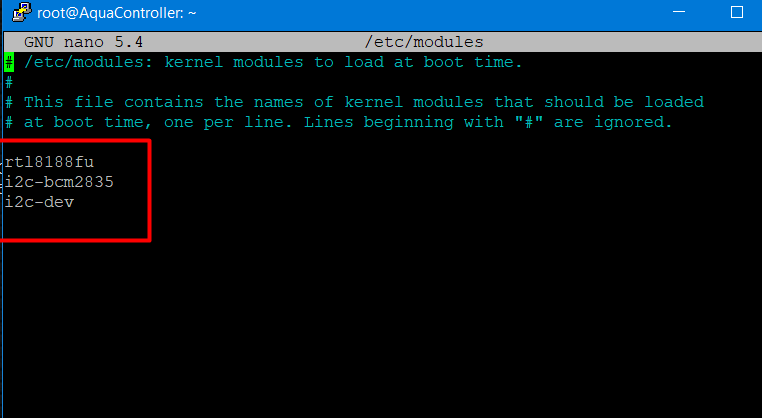 root@AquaController: ~
GNU nano 5.4 /etc/modules
# /etc/modules: kernel modules to load at boot time.
#
# This file contains the names of kernel modules that should be loaded
# at boot time, one per line. Lines beginning with "#" are ignored.
rtl8188fu
i2c-bcm2835
i2c-dev